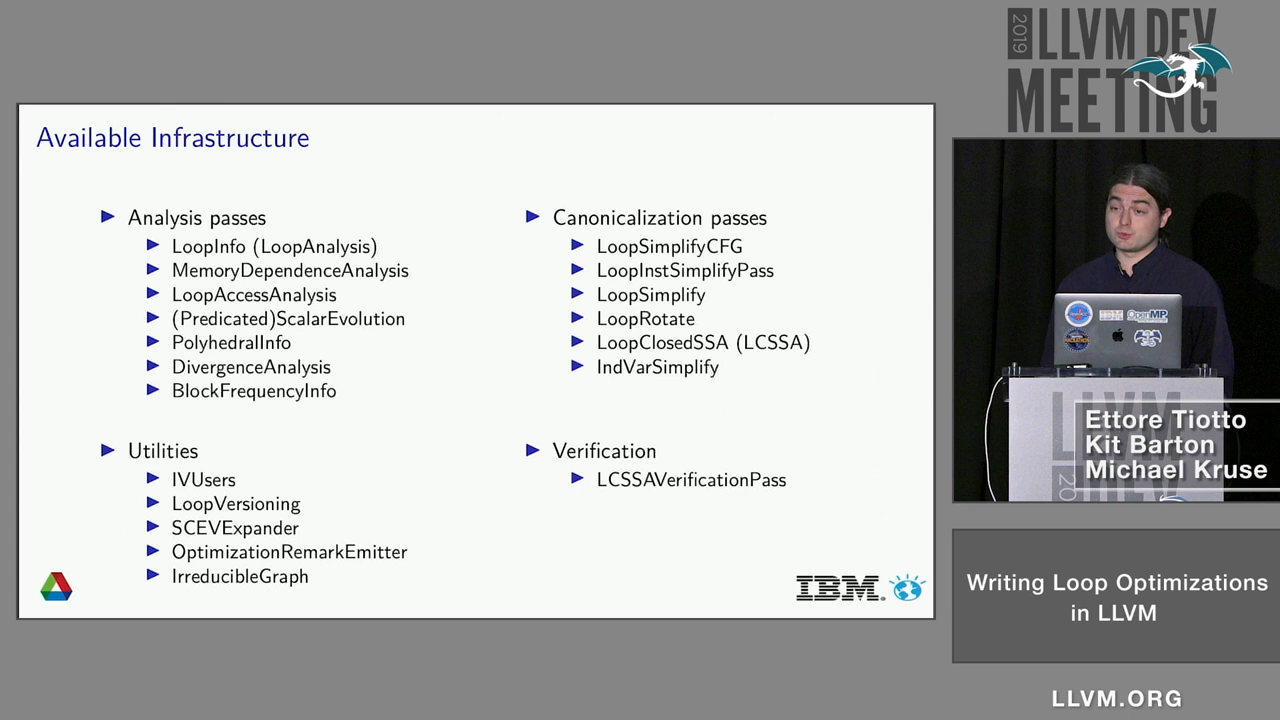 2019 LLVM DEV
MEETING
Available Infrastructure
Analysis passes
LoopInfo (LoopAnalysis)
MemoryDependenceAnalysis
LoopAccessAnalysis
(Predicated)ScalarEvolution
PolyhedralInfo
DivergenceAnalysis
BlockFrequencyInfo
Canonicalization passes
LoopSimplifyCFG
LoopInstSimplifyPass
LoopSimplify
LoopRotate
LoopClosedSSA (LCSSA)
IndVarSimplify
Utilities
IVUsers
LoopVersioning
SCEVExpander
OptimizationRemarkEmitter
IrreducibleGraph
Verification
LCSSAVerificationPass
IBM
IBM
OpenMP
Ettore Tiotto
Kit Barton
Michael Kruse
Writing Loop Optimizations
in LLVM
LLVM.ORG